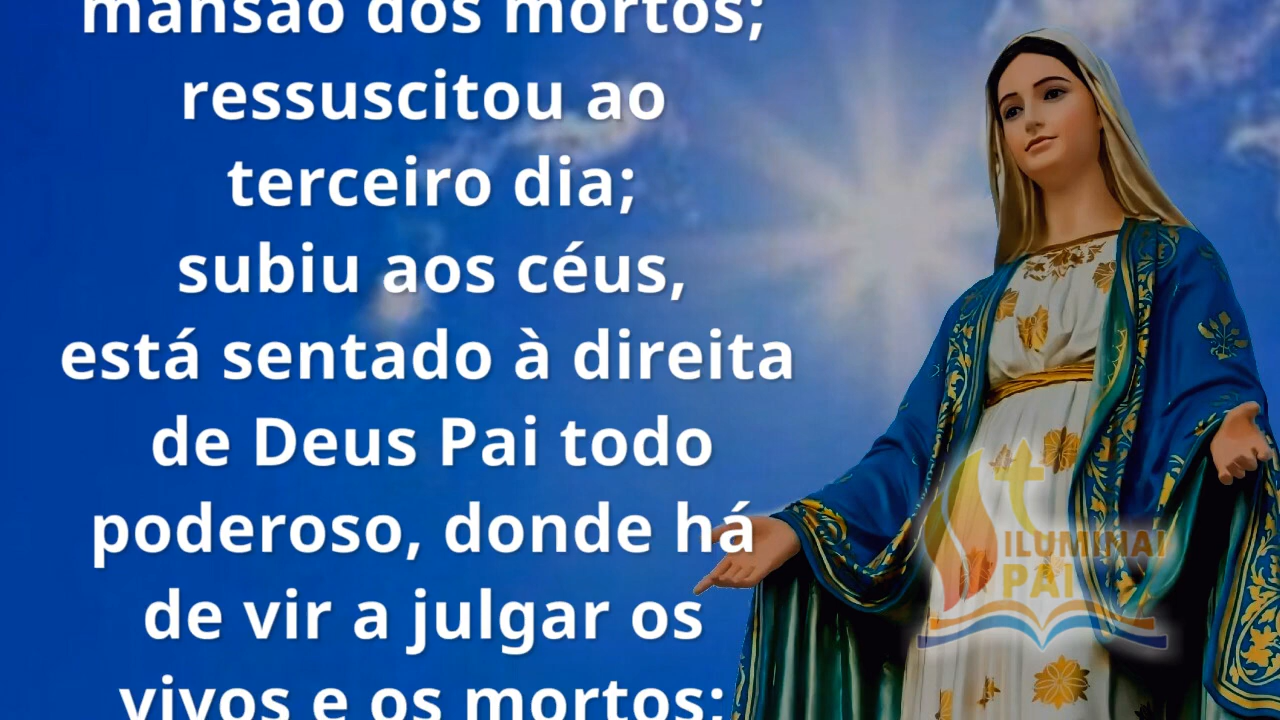 mansão dos mortos;
ressuscitou ao
terceiro dia;
subiu aos céus,
está sentado à direita
de Deus Pai todo
poderoso, donde há
de vir a julgar os
vivos e os mortos;
ILUMINAI
PAI